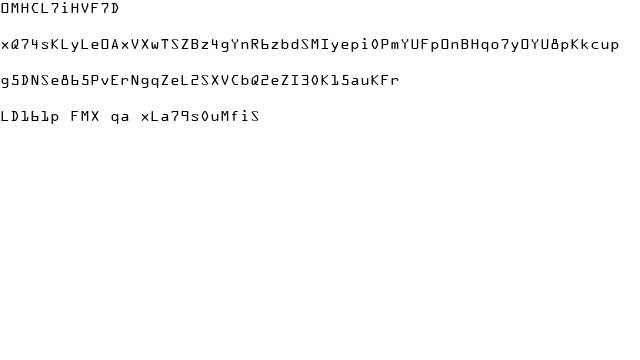 OMHCL7iHVF7D
xQ74sKLyLeOAxVXwTSZBz4gYnR6zbdSMIyepi0PmYUFpOnBHqo7yOYU8pKkcup
g5DNSe865PvErNgqZeL2SXVCbQ2eZI30K15auKFr
LD161p FMX qa xLa79s0uMfiS